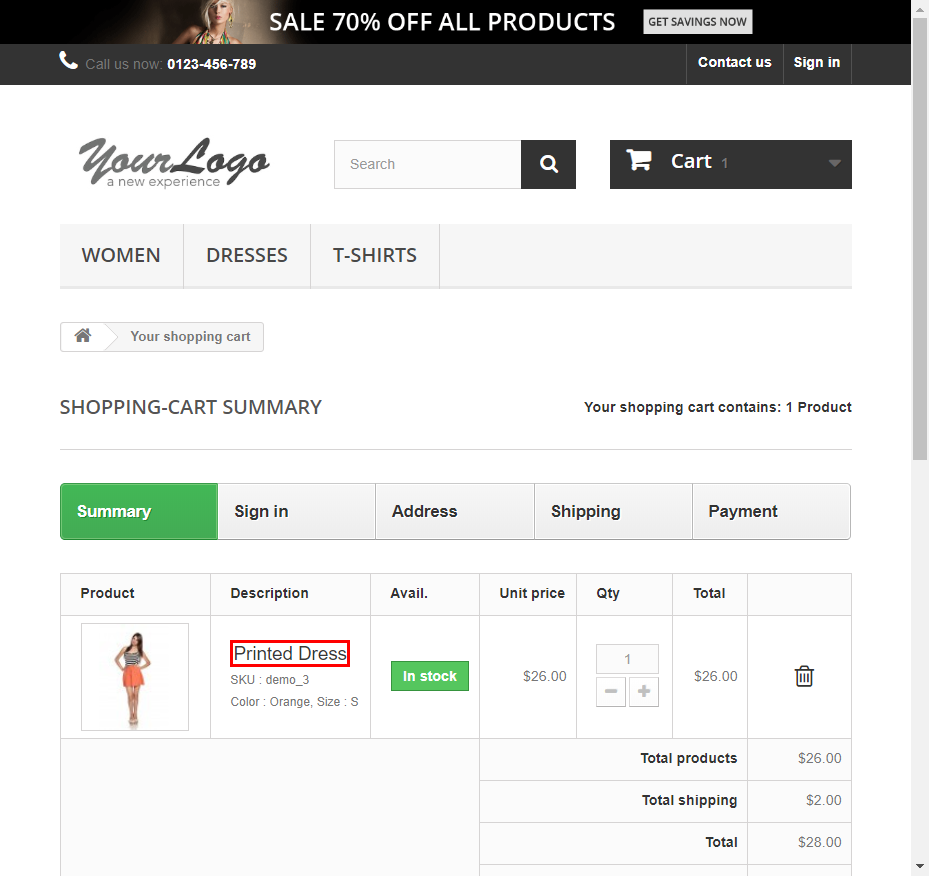 SALE 70% OFF ALL PRODUCTS GET SAVINGS NOW
Call us now: 0123-456-789 Contact us Sign in
YourLogo
a new experience
Search
Cart 1
WOMEN DRESSES T-SHIRTS
Your shopping cart
SHOPPING-CART SUMMARY Your shopping cart contains: 1 Product
Summary Sign in Address Shipping Payment
Product Description Avail. Unit price Qty Total
Printed Dress
SKU : demo_3
Color : Orange, Size : S
In stock
$26.00
1
$26.00
Total products $26.00
Total shipping $2.00
Total $28.00